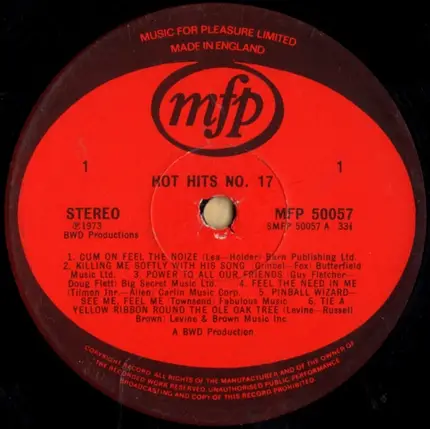 MUSIC FOR PLEASURE LIMITED
MADE IN ENGLAND
mfp
1 1
HOT HITS NO. 17
STEREO MFP 50057
Ⓟ1973 SMFP 50057 A 33⅓
BWD Productions
1. CUM ON FEEL THE NOIZE (Lea—Holder) Barn Publishing Ltd.
2. KILLING ME SOFTLY WITH HIS SONG (Gimbel—Fox) Butterfield
Music Ltd. 3. POWER TO ALL OUR FRIENDS (Guy Fletcher—
Doug Flett) Big Secret Music Ltd. 4. FEEL THE NEED IN ME
(Tilmon Jnr.—Allen) Carlin Music Corp. 5. PINBALL WIZARD—
SEE ME, FEEL ME (Townsend) Fabulous Music 6. TIE A
YELLOW RIBBON ROUND THE OLE OAK TREE (Levine—Russell
Brown) Levine & Brown Music Inc.
A BWD Production
COPYRIGHT RECORD ALL RIGHTS OF THE MANUFACTURER AND OF THE OWNER OF
THE RECORDED WORK RESERVED. UNAUTHORISED PUBLIC PERFORMANCE,
BROADCASTING AND COPY OF THIS RECORD PROHIBITED